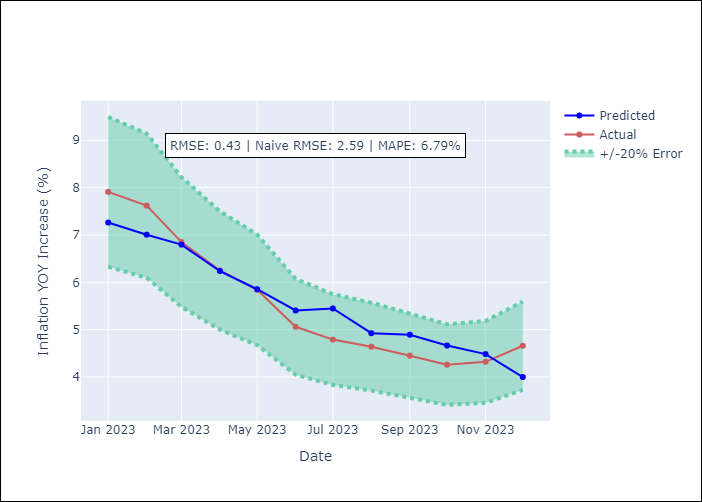 RMSE: 0.43 | Naive RMSE: 2.59 | MAPE: 6.79%
Predicted
Actual
+/-20% Error
Inflation YOY Increase (%)
9
8
7
6
5
4
Jan 2023
Mar 2023
May 2023
Jul 2023
Sep 2023
Nov 2023
Date